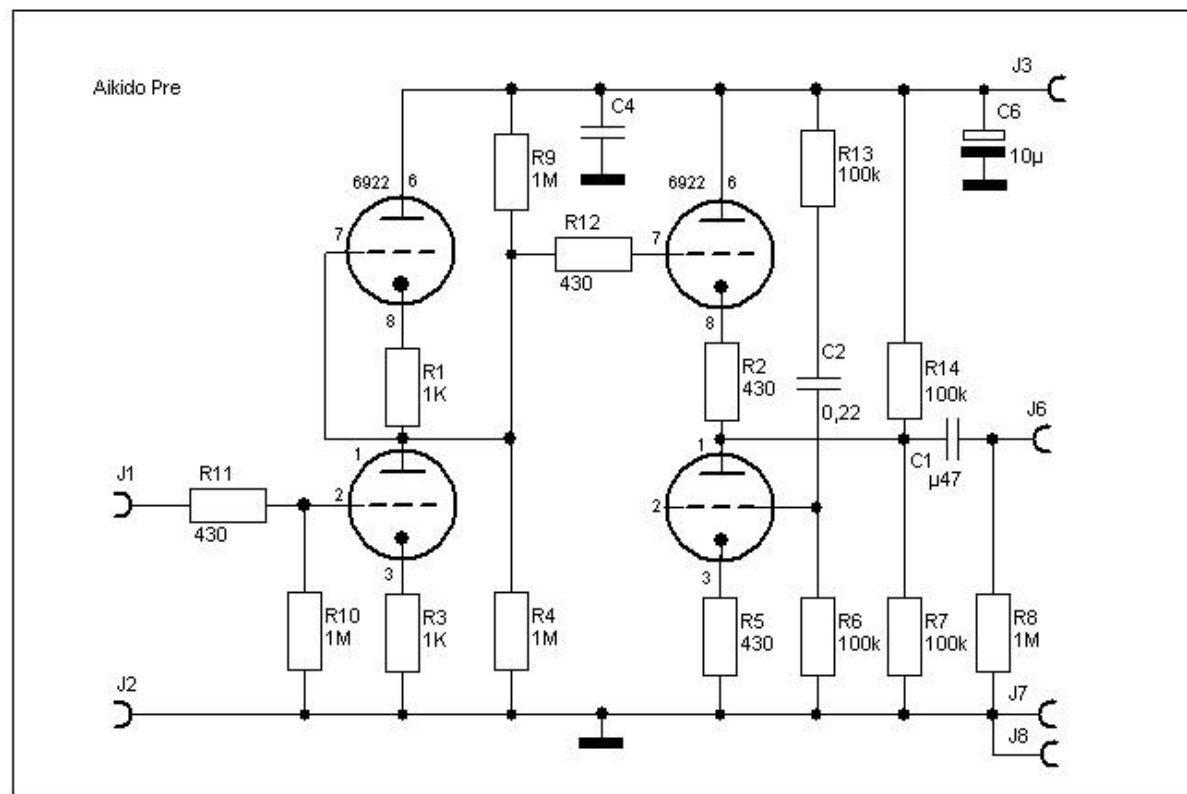 Aikido Pre
J3
C4
C6
10µ
R9
1M
R13
100k
6922 6
6922 6
R12
430
7
7
8
8
R1
1K
R2
430
C2
0,22
R14
100k
J6
1
1
C1
µ47
J1
R11
430
2
2
3
3
R10
1M
R3
1K
R4
1M
R5
430
R6
100k
R7
100k
R8
1M
J2
J7
J8